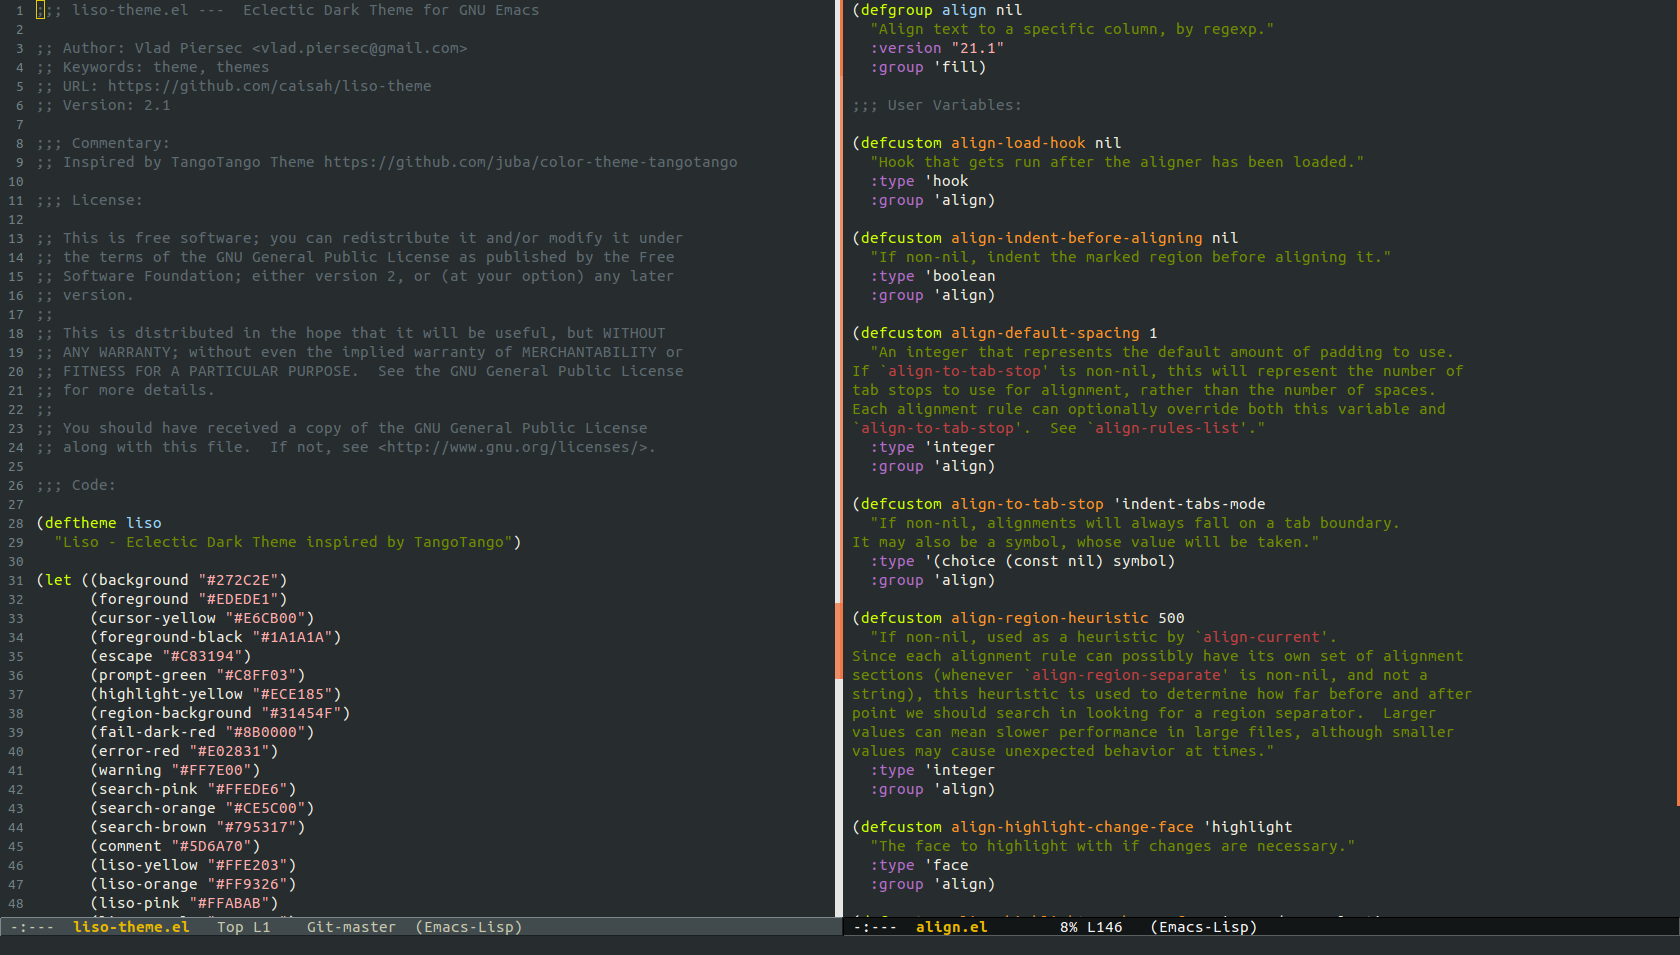 1 ;;; liso-theme.el ---  Eclectic Dark Theme for GNU Emacs
2
3 ;; Author: Vlad Piersec <vlad.piersec@gmail.com>
4 ;; Keywords: theme, themes
5 ;; URL: https://github.com/caisah/liso-theme
6 ;; Version: 2.1
7
8 ;;; Commentary:
9 ;; Inspired by TangoTango Theme https://github.com/juba/color-theme-tangotango
10
11 ;;; License:
12
13 ;; This is free software; you can redistribute it and/or modify it under
14 ;; the terms of the GNU General Public License as published by the Free
15 ;; Software Foundation; either version 2, or (at your option) any later
16 ;; version.
17 ;;
18 ;; This is distributed in the hope that it will be useful, but WITHOUT
19 ;; ANY WARRANTY; without even the implied warranty of MERCHANTABILITY or
20 ;; FITNESS FOR A PARTICULAR PURPOSE.  See the GNU General Public License
21 ;; for more details.
22 ;;
23 ;; You should have received a copy of the GNU General Public License
24 ;; along with this file.  If not, see <http://www.gnu.org/licenses/>.
25
26 ;;; Code:
27
28 (deftheme liso
29   "Liso - Eclectic Dark Theme inspired by TangoTango")
30
31 (let ((background "#272C2E")
32       (foreground "#EDEDE1")
33       (cursor-yellow "#E6CB00")
34       (foreground-black "#1A1A1A")
35       (escape "#C83194")
36       (prompt-green "#C8FF03")
37       (highlight-yellow "#ECE185")
38       (region-background "#31454F")
39       (fail-dark-red "#8B0000")
40       (error-red "#E02831")
41       (warning "#FF7E00")
42       (search-pink "#FFEDE6")
43       (search-orange "#CE5C00")
44       (search-brown "#795317")
45       (comment "#5D6A70")
46       (liso-yellow "#FFE203")
47       (liso-orange "#FF9326")
48       (liso-pink "#FFABAB")
-:---  liso-theme.el   Top L1    Git-master  (Emacs-Lisp)
(defgroup align nil
  "Align text to a specific column, by regexp."
  :version "21.1"
  :group 'fill)

;;; User Variables:

(defcustom align-load-hook nil
  "Hook that gets run after the aligner has been loaded."
  :type 'hook
  :group 'align)

(defcustom align-indent-before-aligning nil
  "If non-nil, indent the marked region before aligning it."
  :type 'boolean
  :group 'align)

(defcustom align-default-spacing 1
  "An integer that represents the default amount of padding to use.
If `align-to-tab-stop' is non-nil, this will represent the number of
tab stops to use for alignment, rather than the number of spaces.
Each alignment rule can optionally override both this variable and
`align-to-tab-stop'.  See `align-rules-list'."
  :type 'integer
  :group 'align)

(defcustom align-to-tab-stop 'indent-tabs-mode
  "If non-nil, alignments will always fall on a tab boundary.
It may also be a symbol, whose value will be taken."
  :type '(choice (const nil) symbol)
  :group 'align)

(defcustom align-region-heuristic 500
  "If non-nil, used as a heuristic by `align-current'.
Since each alignment rule can possibly have its own set of alignment
sections (whenever `align-region-separate' is non-nil, and not a
string), this heuristic is used to determine how far before and after
point we should search in looking for a region separator.  Larger
values can mean slower performance in large files, although smaller
values may cause unexpected behavior at times."
  :type 'integer
  :group 'align)

(defcustom align-highlight-change-face 'highlight
  "The face to highlight with if changes are necessary."
  :type 'face
  :group 'align)
-:---  align.el        8% L146   (Emacs-Lisp)